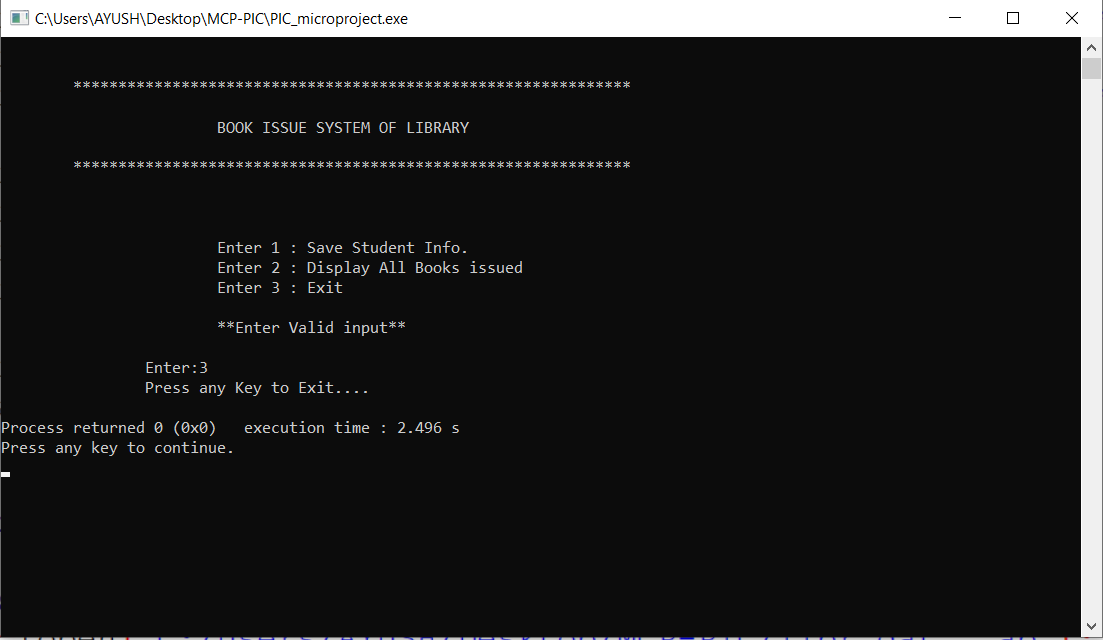 C:\Users\AYUSH\Desktop\MCP-PIC\PIC_microproject.exe
**************************************************************
BOOK ISSUE SYSTEM OF LIBRARY
**************************************************************
Enter 1 : Save Student Info.
Enter 2 : Display All Books issued
Enter 3 : Exit
**Enter Valid input**
Enter:3
Press any Key to Exit....
Process returned 0 (0x0)   execution time : 2.496 s
Press any key to continue.